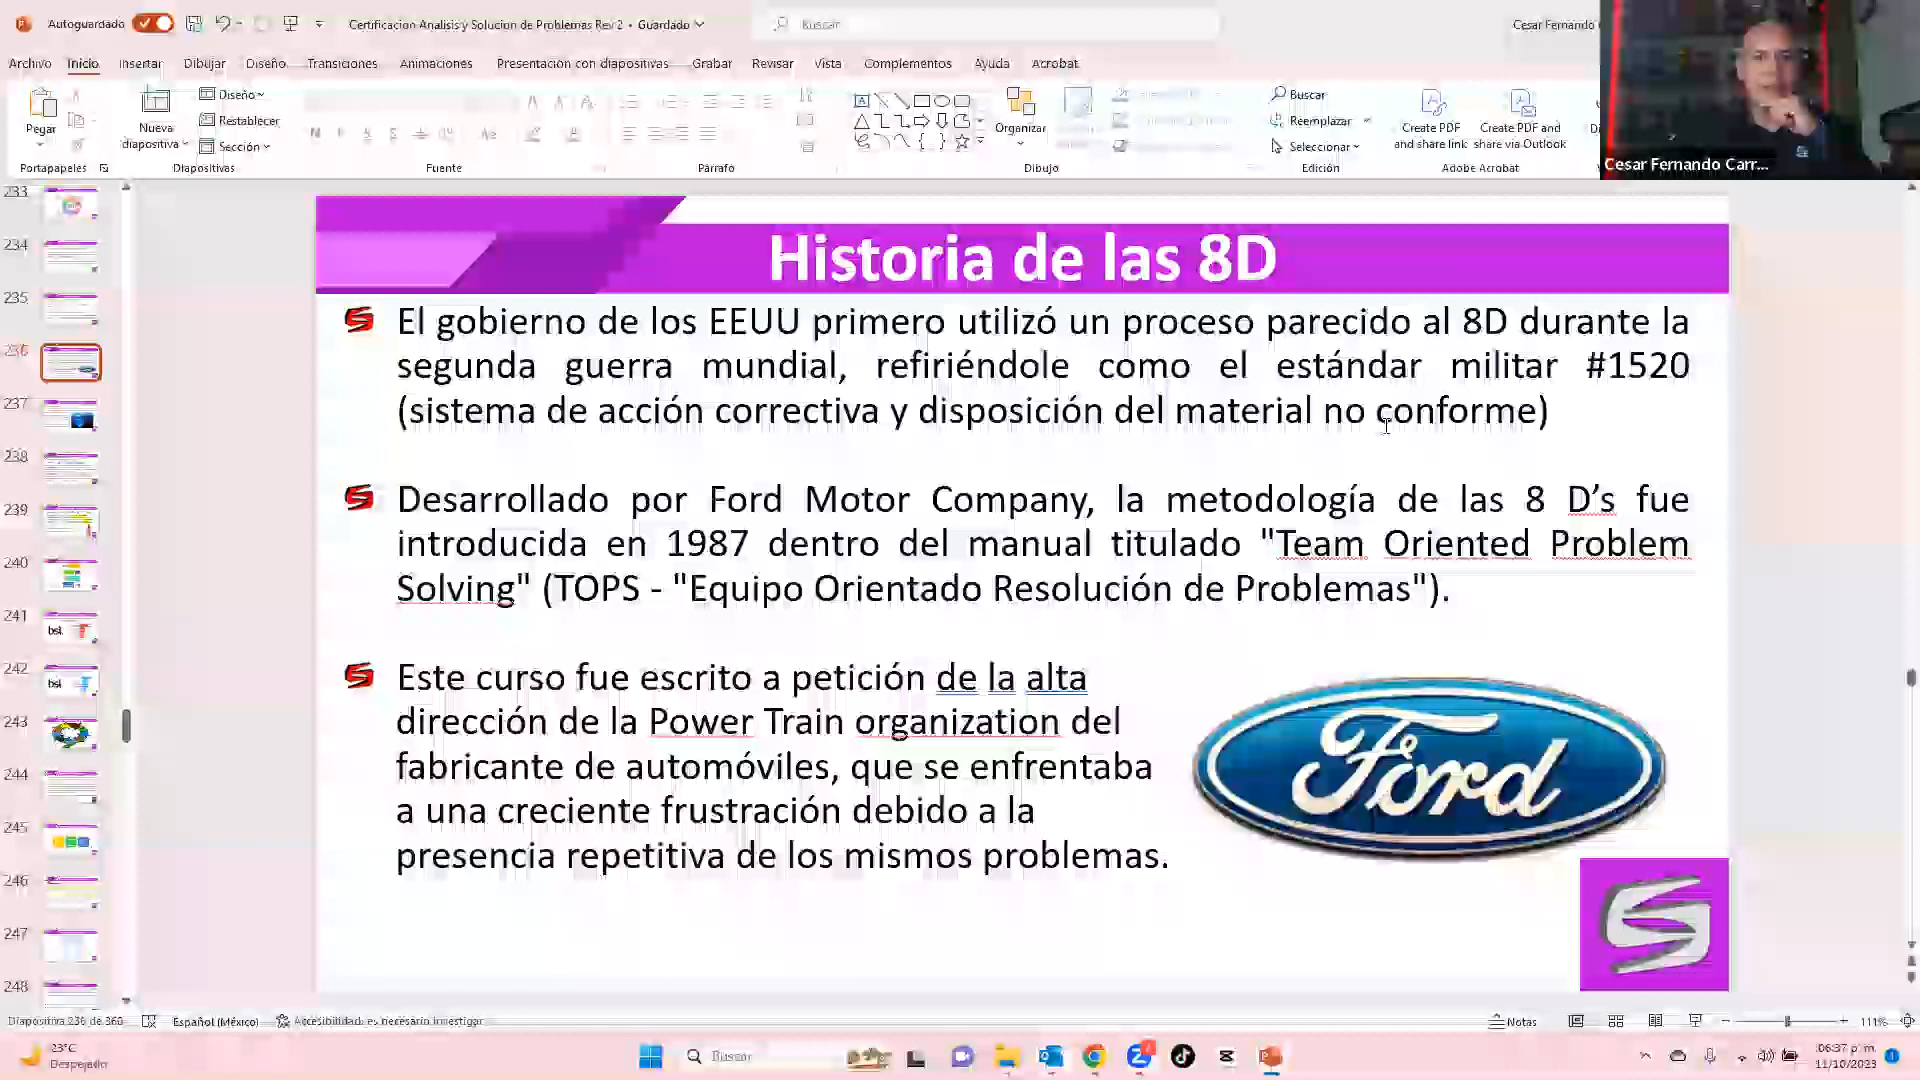 Autoguardado
Certificacion Analisis y Solucion de Problemas Rev 2 • Guardado
Buscar
Cesar Fernando
Archivo Inicio Insertar Dibujar Diseño Transiciones Animaciones Presentación con diapositivas Grabar Revisar Vista Complementos Ayuda Acrobat
Pegar
Nueva
diapositiva
Diseño
Restablecer
Sección
Organizar
Buscar
Reemplazar
Seleccionar
Create PDF
and share link
Create PDF and
share via Outlook
Portapapeles Diapositivas Fuente Párrafo Dibujo Edición Adobe Acrobat
Cesar Fernando Carr...
233
234
235
236
237
238
239
240
241
bsi.
242
bsi.
243
244
245
246
247
248
Historia de las 8D
El gobierno de los EEUU primero utilizó un proceso parecido al 8D durante la
segunda guerra mundial, refiriéndole como el estándar militar #1520
(sistema de acción correctiva y disposición del material no conforme)
Desarrollado por Ford Motor Company, la metodología de las 8 D’s fue
introducida en 1987 dentro del manual titulado "Team Oriented Problem
Solving" (TOPS - "Equipo Orientado Resolución de Problemas").
Este curso fue escrito a petición de la alta
dirección de la Power Train organization del
fabricante de automóviles, que se enfrentaba
a una creciente frustración debido a la
presencia repetitiva de los mismos problemas.
Ford
Diapositiva 236 de 360
Español (México)
Accesibilidad: es necesario investigar
Notas
111%
23°C
Despejado
Buscar
06:37 p. m.
11/10/2023